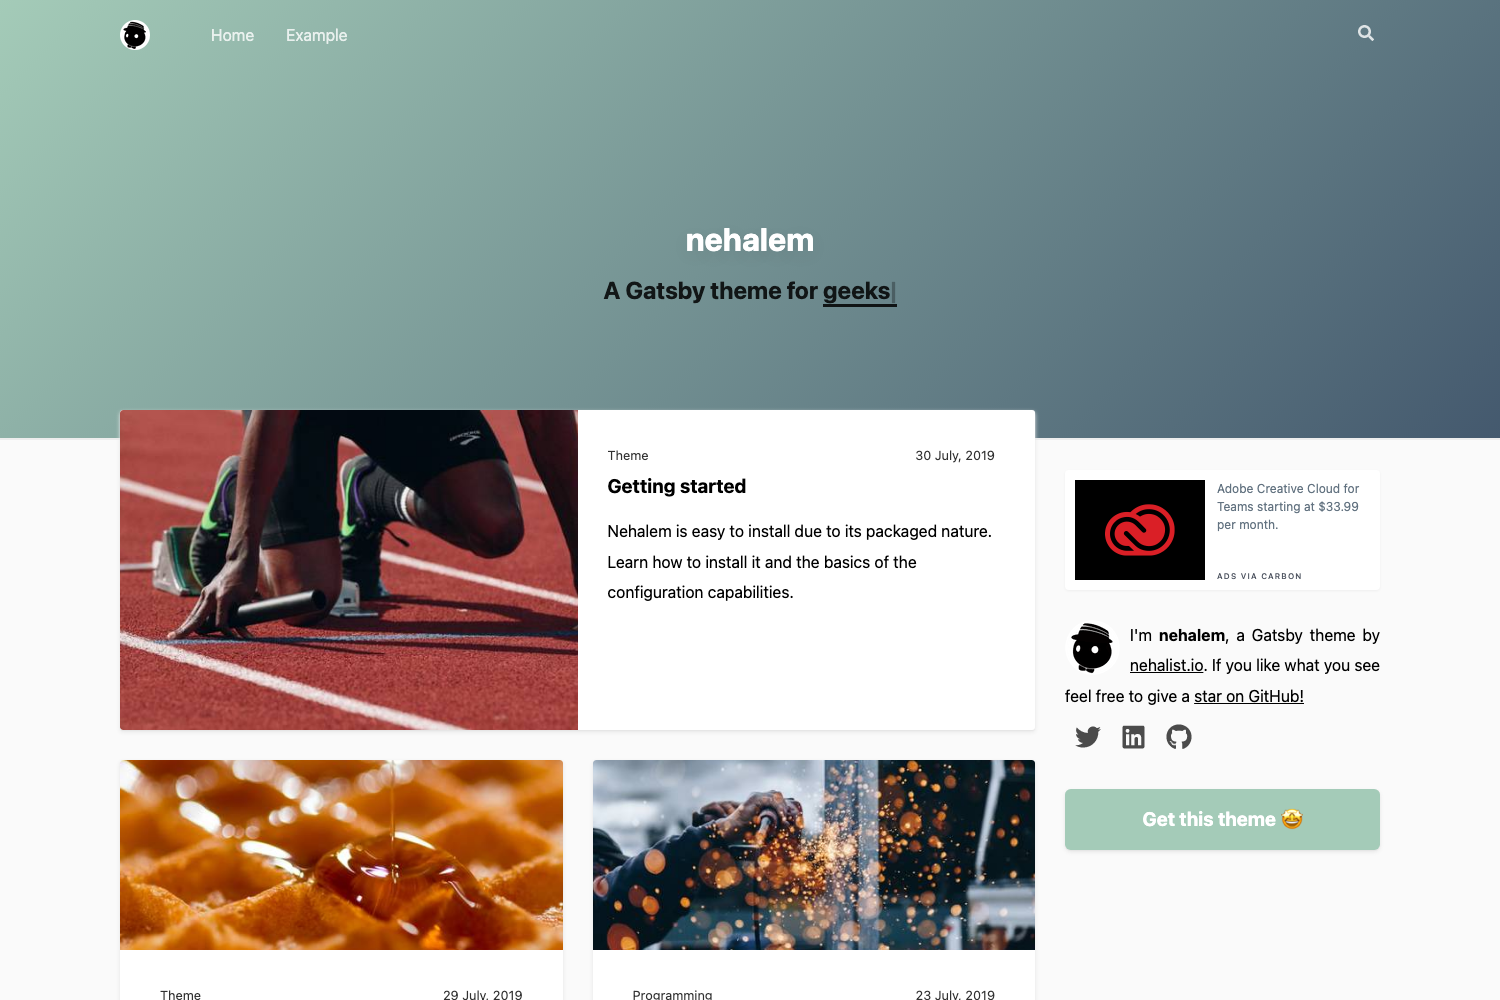 Home
Example
nehalem
A Gatsby theme for geeks|
Theme
30 July, 2019
Getting started
Nehalem is easy to install due to its packaged nature.
Learn how to install it and the basics of the
configuration capabilities.
Adobe Creative Cloud for
Teams starting at $33.99
per month.
ADS VIA CARBON
I'm nehalem, a Gatsby theme by
nehalist.io. If you like what you see
feel free to give a star on GitHub!
Get this theme 🤩
Theme
29 July, 2019
Programming
23 July, 2019